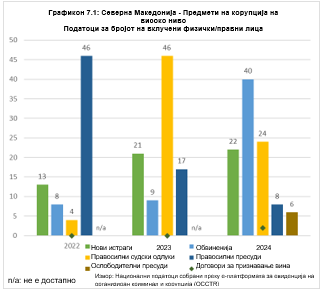 Графикон 7.1: Северна Македонија - Предмети на корупција на
високо ниво
Податоци за бројот на вклучени физички/правни лица
50
45
40
35
30
25
20
15
10
5
0
13
8
4
46
n/a
21
9
46
17
n/a
22
40
24
8
6
2022
2023
2024
Нови истраги
Обвиненија
Правосилни судски одлуки
Правосилни пресуди
Ослободителни пресуди
Договори за признавање вина
n/a: не е достапно
Извор: Национални податоци собрани преку е-платформата за евиденција на
организиран криминал и корупција (OCCTR)